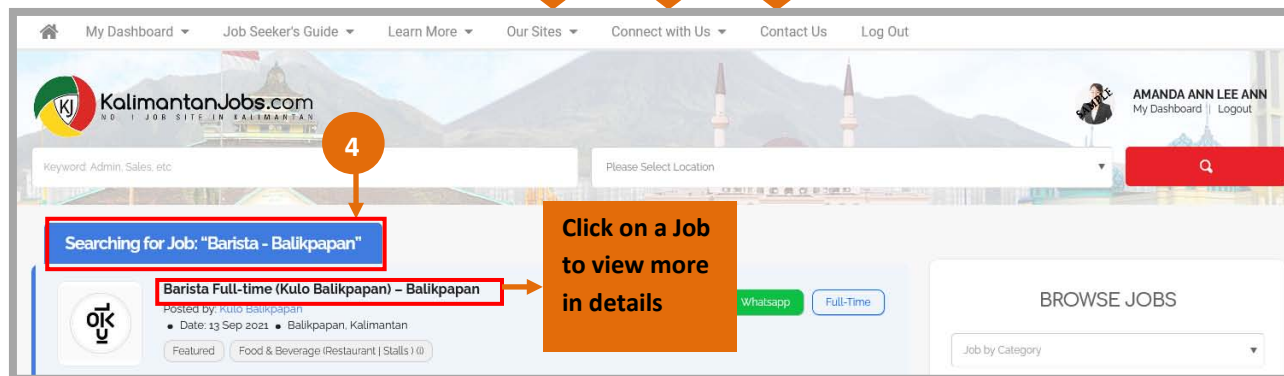 My Dashboard Job Seeker's Guide Learn More Our Sites Connect with Us Contact Us Log Out
KJ KalimantanJobs.com
NO 1 JOB SITE IN KALIMANTAN
SAMPLE
AMANDA ANN LEE ANN
My Dashboard | Logout
4
Keyword: Admin, Sales, etc
Please Select Location
Searching for Job: “Barista - Balikpapan”
Click on a Job
to view more
in details
Barista Full-time (Kulo Balikpapan) – Balikpapan
Posted by: Kulo Balikpapan
• Date: 13 Sep 2021 • Balikpapan, Kalimantan
Featured Food & Beverage (Restaurant | Stalls ) (I)
Whatsapp Full-Time
BROWSE JOBS
Job by Category